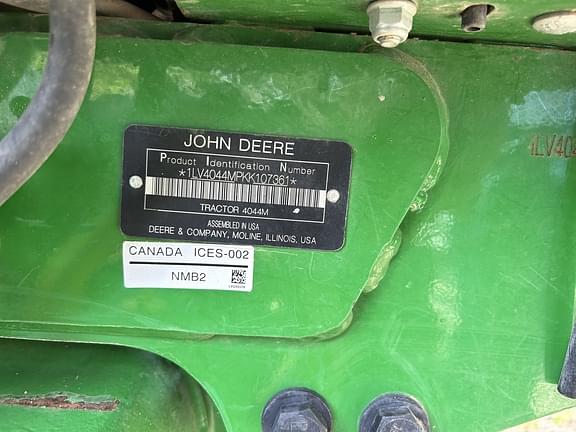 JOHN DEERE
Product Identification Number
*1LV4044MPKK107361*
TRACTOR 4044M
ASSEMBLED IN USA
DEERE & COMPANY, MOLINE, ILLINOIS, USA
CANADA ICES-002
NMB2
1LV404